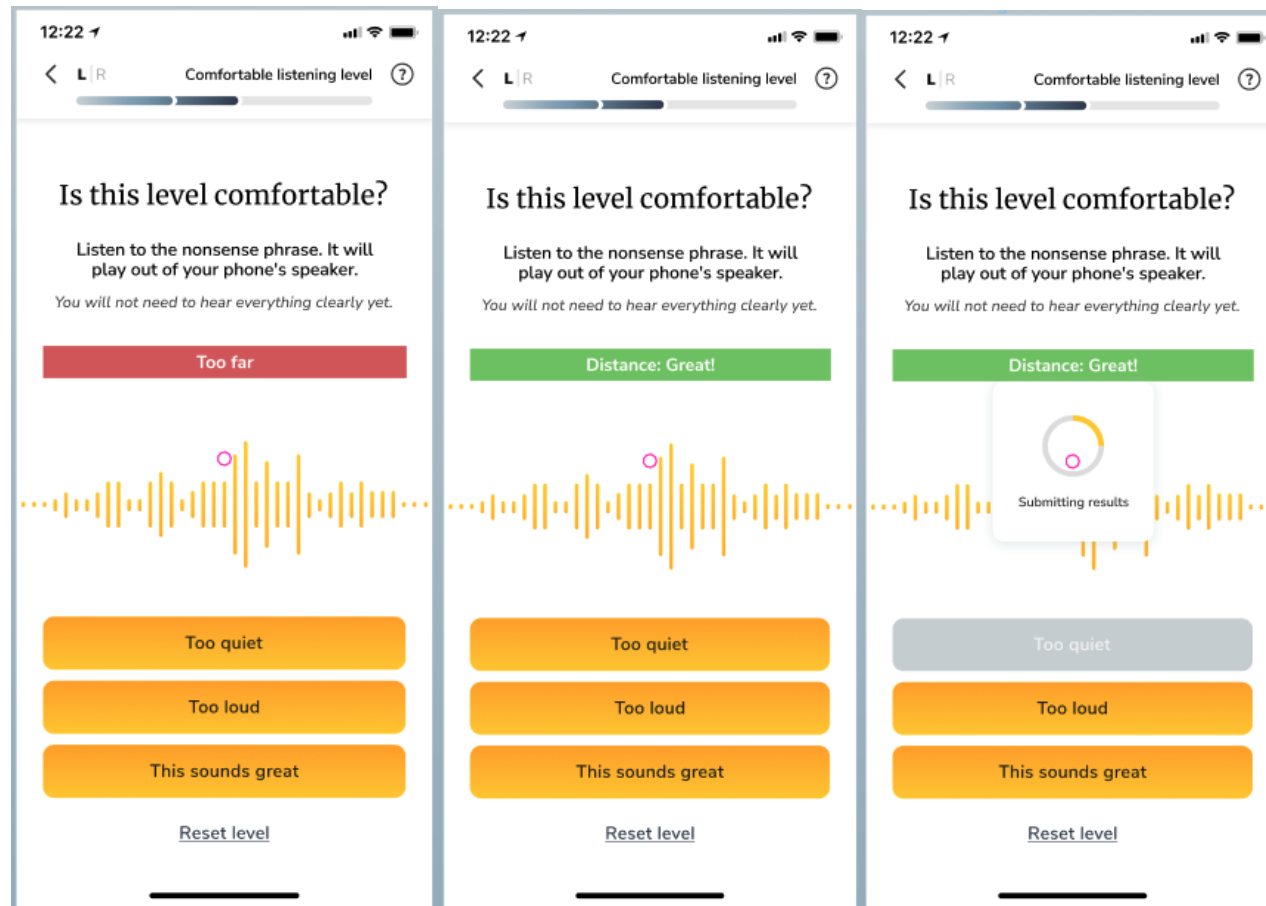 12:22
L|R Comfortable listening level ?
Is this level comfortable?
Listen to the nonsense phrase. It will
play out of your phone's speaker.
You will not need to hear everything clearly yet.
Too far
Too quiet
Too loud
This sounds great
Reset level
12:22
L|R Comfortable listening level ?
Is this level comfortable?
Listen to the nonsense phrase. It will
play out of your phone's speaker.
You will not need to hear everything clearly yet.
Distance: Great!
Too quiet
Too loud
This sounds great
Reset level
12:22
L|R Comfortable listening level ?
Is this level comfortable?
Listen to the nonsense phrase. It will
play out of your phone's speaker.
You will not need to hear everything clearly yet.
Distance: Great!
Submitting results
Too quiet
Too loud
This sounds great
Reset level